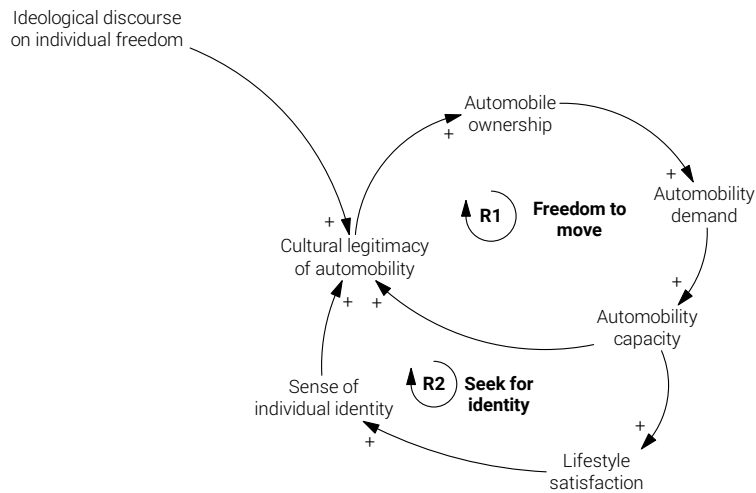 Ideological discourse
on individual freedom
Automobile
ownership
+
+
Automobility
demand
R1
Freedom to
move
+
Cultural legitimacy
of automobility
+
+
+
Automobility
capacity
R2
Seek for
identity
Sense of
individual identity
+
+
Lifestyle
satisfaction